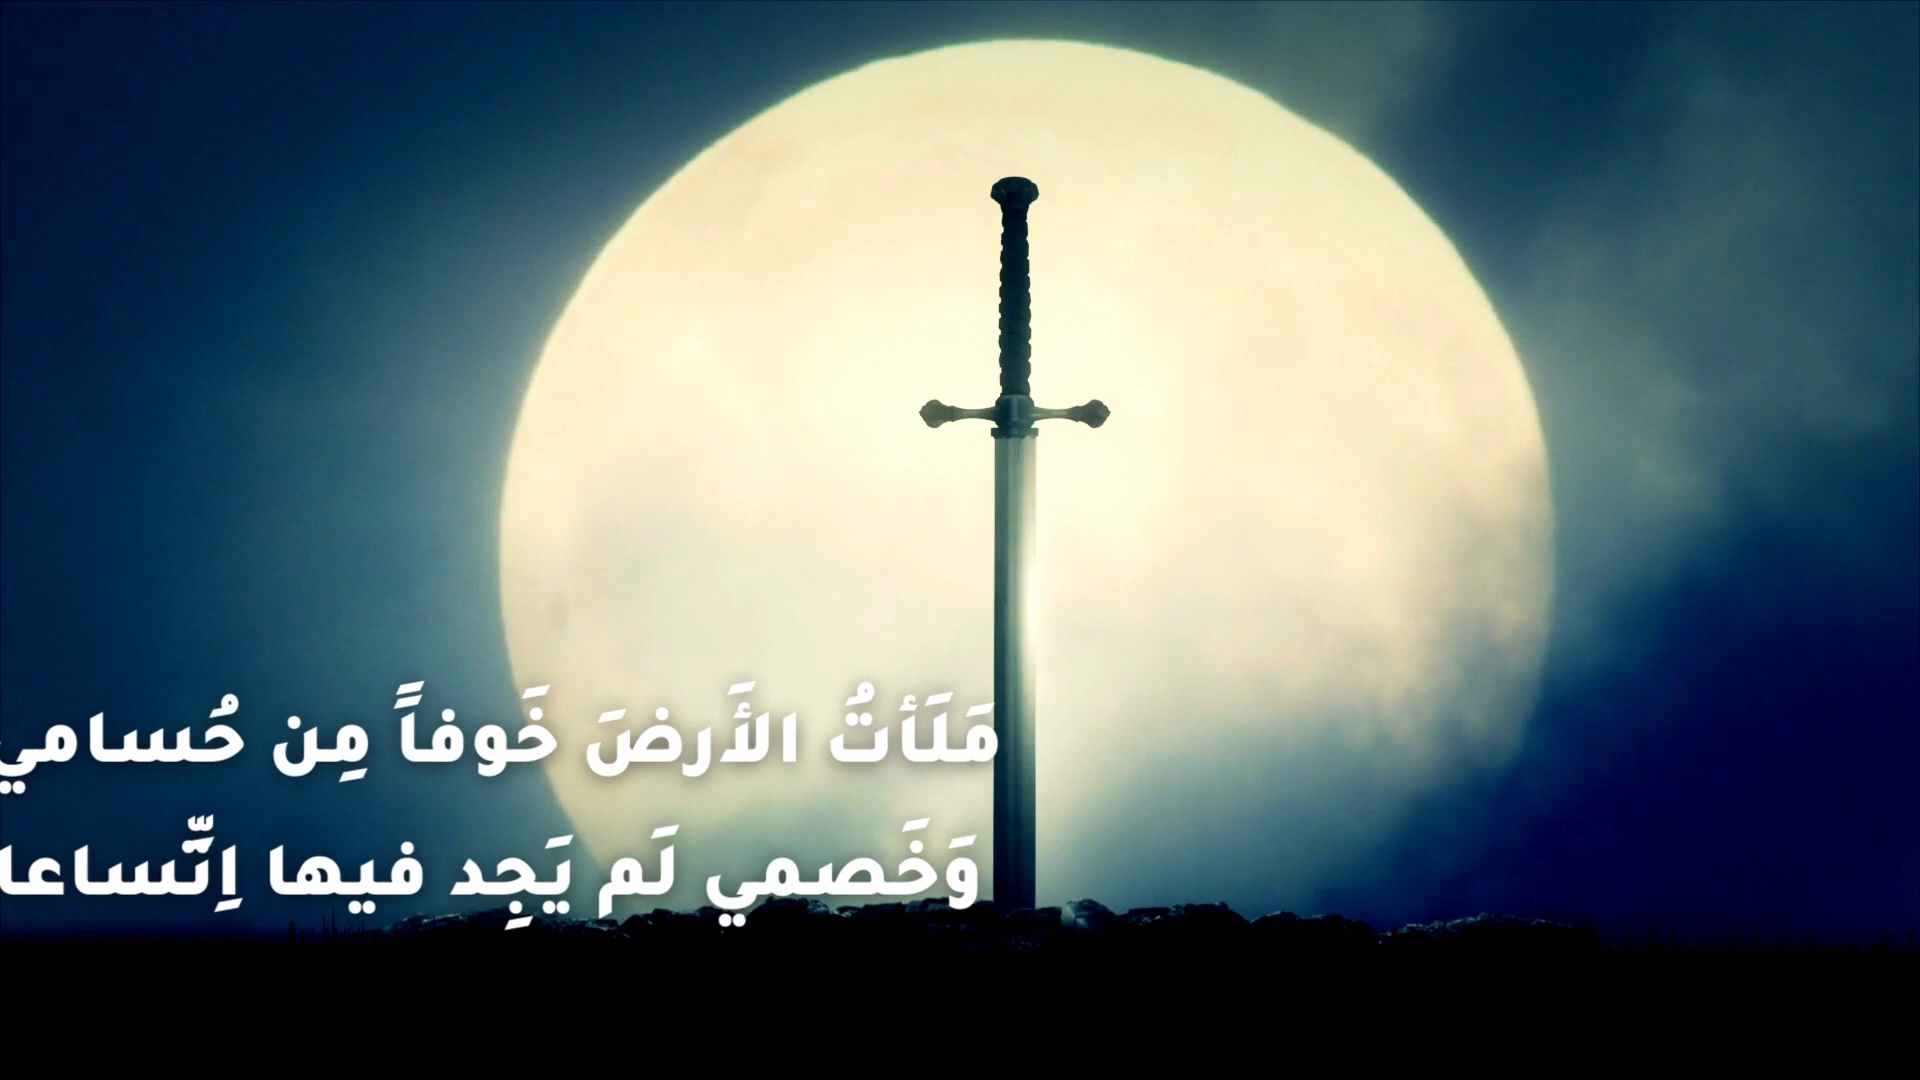 مَلَأتُ الأَرضَ خَوفاً مِن حُسامي
وَخَصمي لَم يَجِد فيها اِتَّساعا